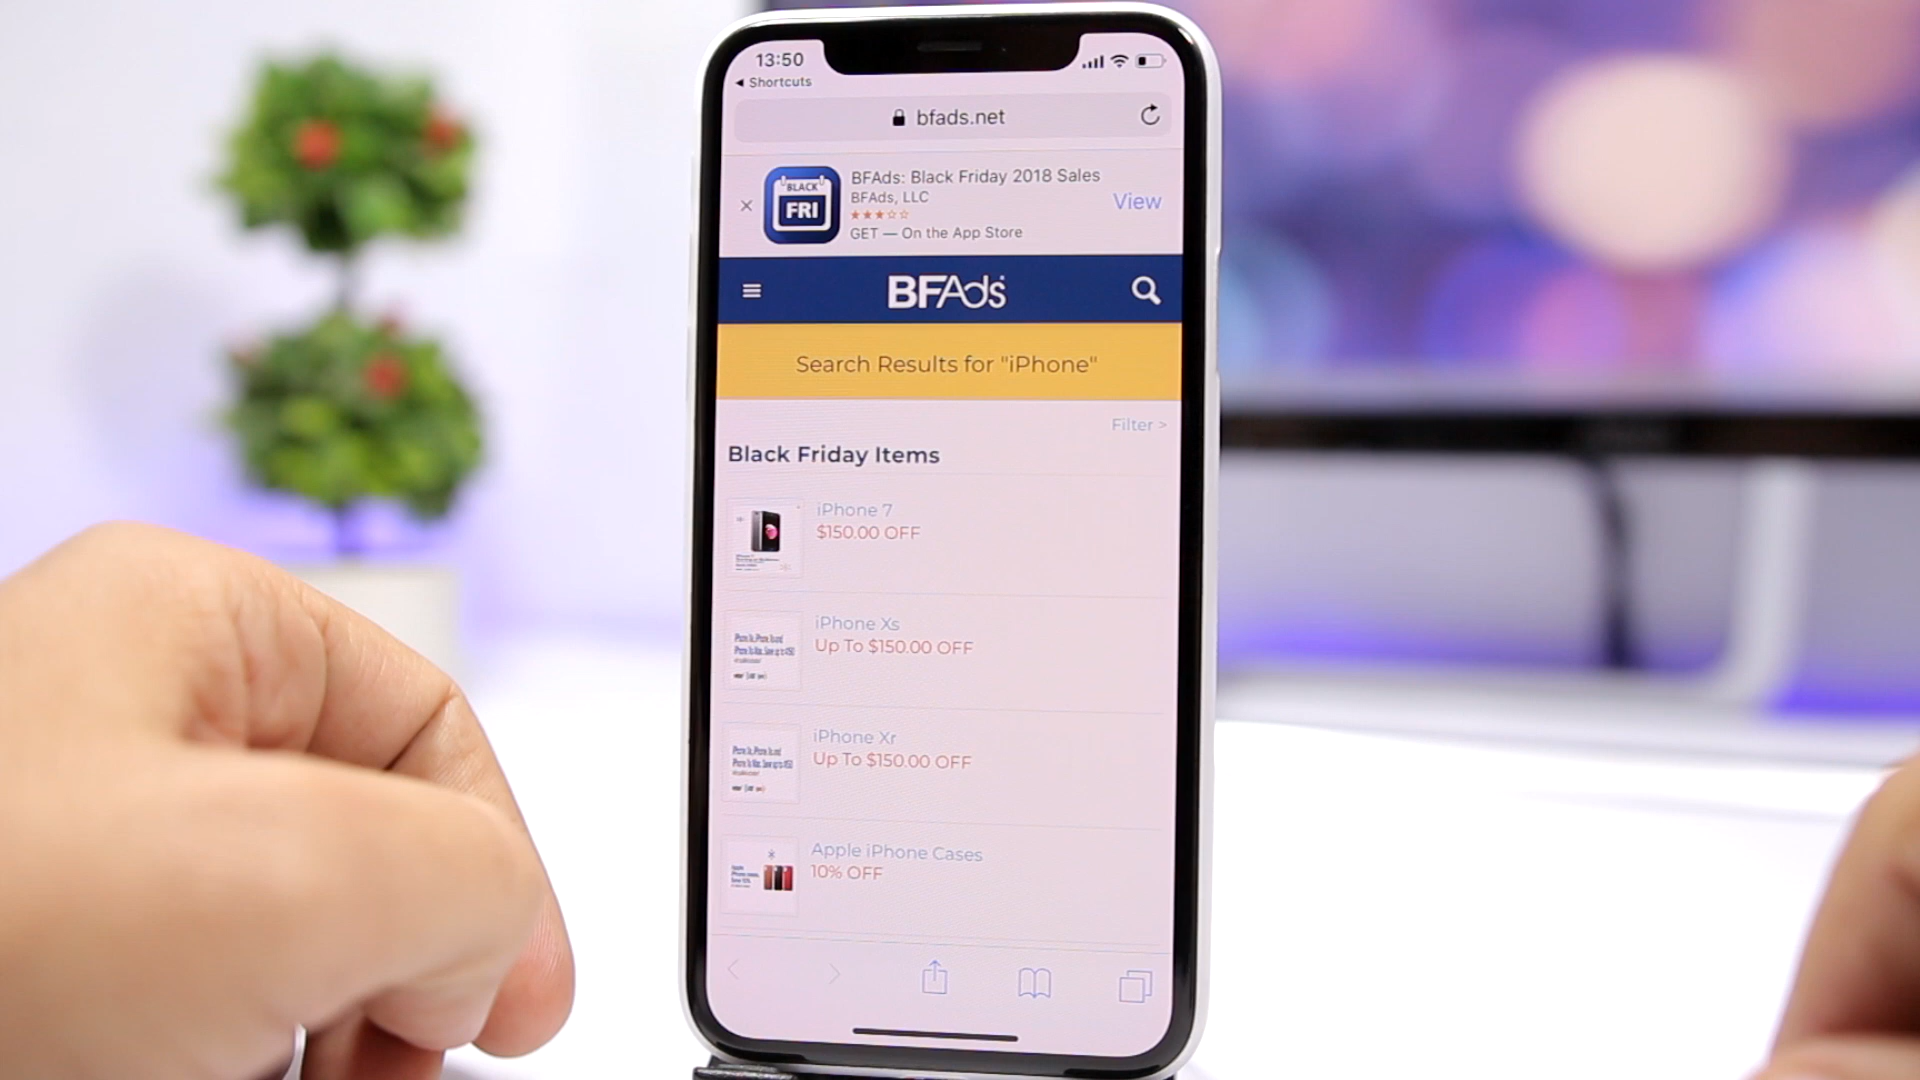 13:50
◀ Shortcuts
bfads.net
BLACK
FRI
BFAds: Black Friday 2018 Sales
BFAds, LLC
GET — On the App Store
View
BFAds
Search Results for "iPhone"
Filter >
Black Friday Items
iPhone 7
$150.00 OFF
iPhone Xs
Up To $150.00 OFF
iPhone Xr
Up To $150.00 OFF
Apple iPhone Cases
10% OFF